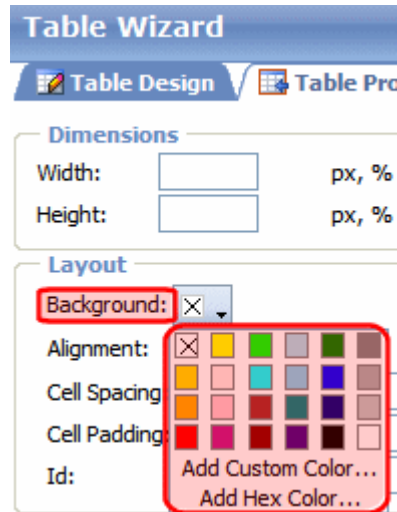 Table Wizard
Table Design Table Pro
Dimensions
Width: px, %
Height: px, %
Layout
Background:
Alignment:
Cell Spacing
Cell Padding:
Id:
Add Custom Color...
Add Hex Color...